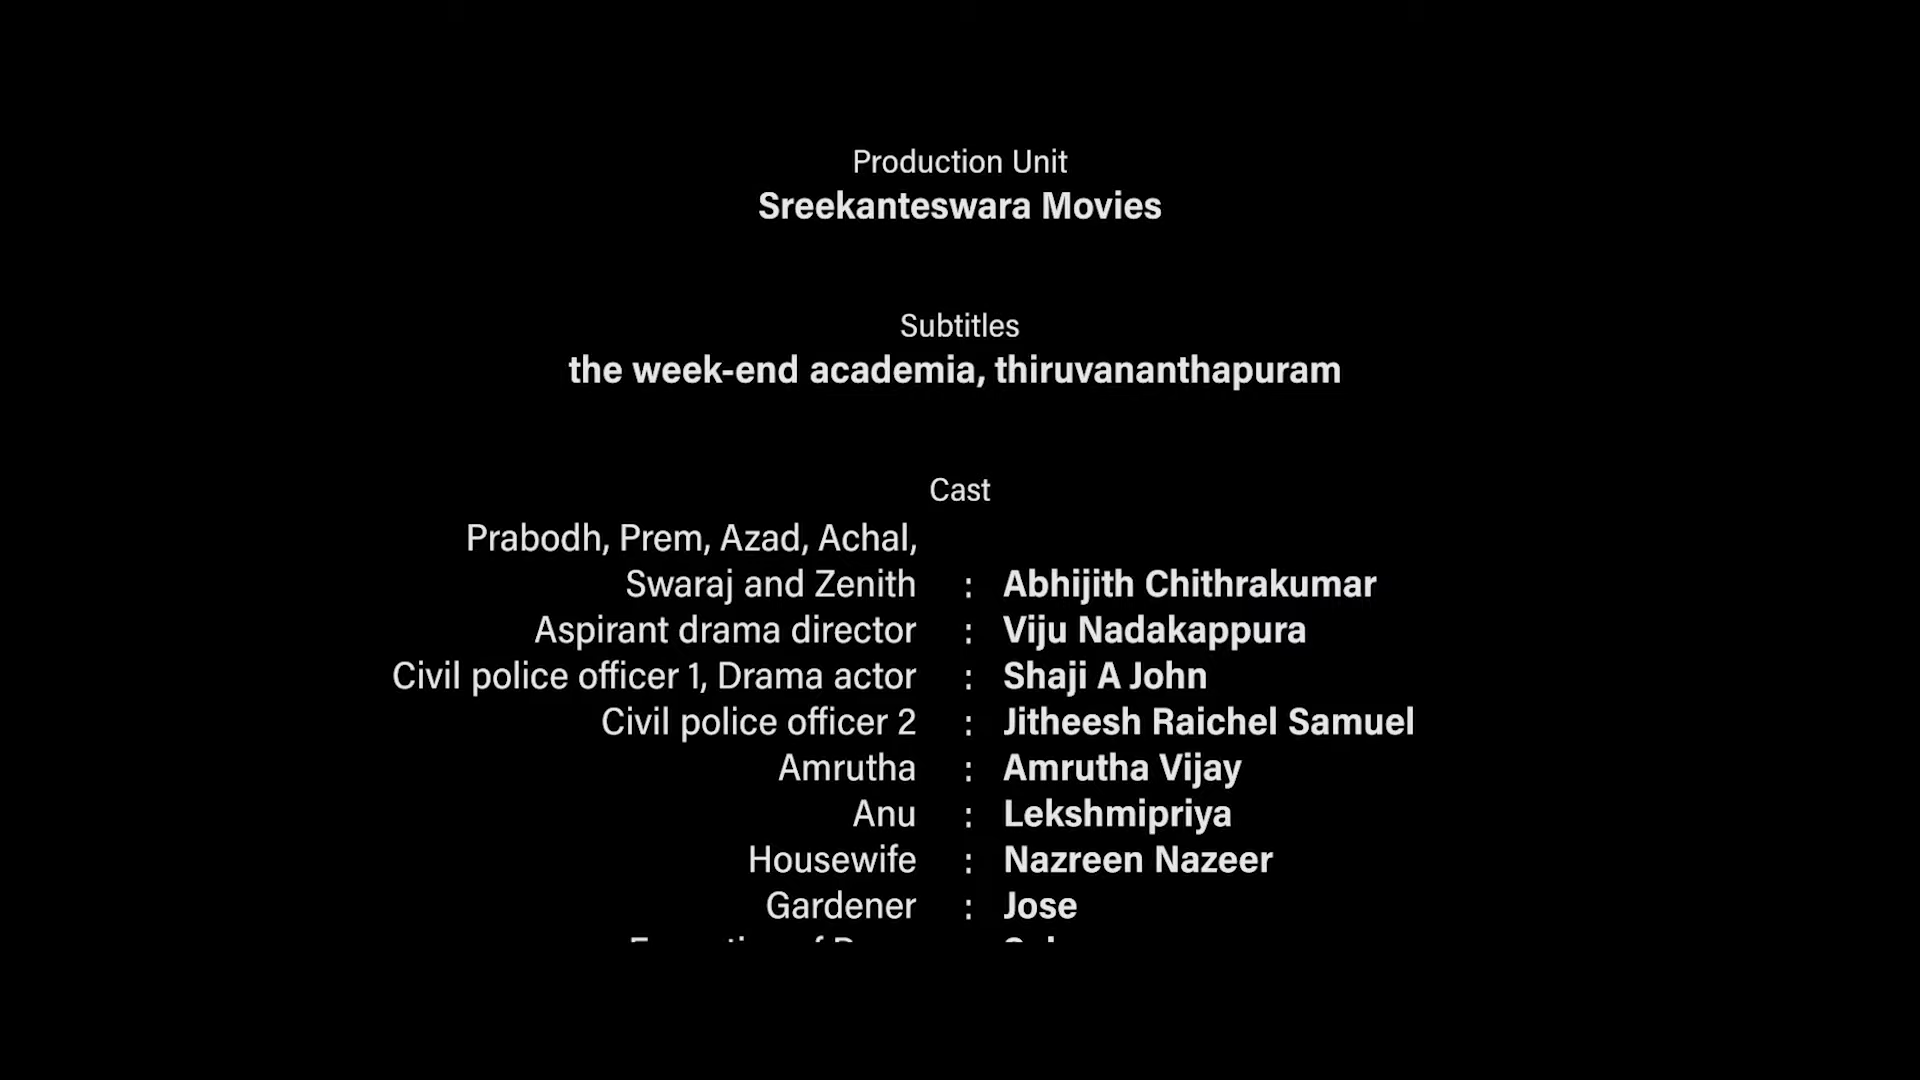 Production Unit
Sreekanteswara Movies
Subtitles
the week-end academia, thiruvananthapuram
Cast
Prabodh, Prem, Azad, Achal,
Swaraj and Zenith : Abhijith Chithrakumar
Aspirant drama director : Viju Nadakappura
Civil police officer 1, Drama actor : Shaji A John
Civil police officer 2 : Jitheesh Raichel Samuel
Amrutha : Amrutha Vijay
Anu : Lekshmipriya
Housewife : Nazreen Nazeer
Gardener : Jose